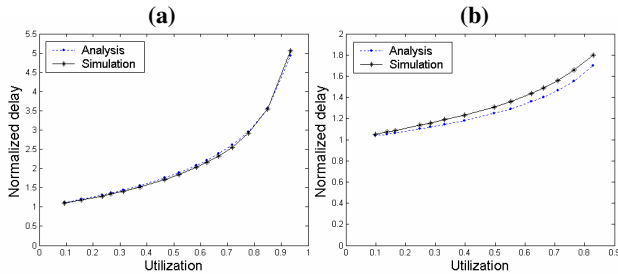 (a)
5.5
5
4.5
4
3.5
3
2.5
2
1.5
1
0.5
0
Normalized delay
Analysis
Simulation
0 0.1 0.2 0.3 0.4 0.5 0.6 0.7 0.8 0.9 1
Utilization
(b)
2
1.8
1.6
1.4
1.2
1
0.8
0.6
0.4
0.2
0
Normalized delay
Analysis
Simulation
0 0.1 0.2 0.3 0.4 0.5 0.6 0.7 0.8 0.9
Utilization